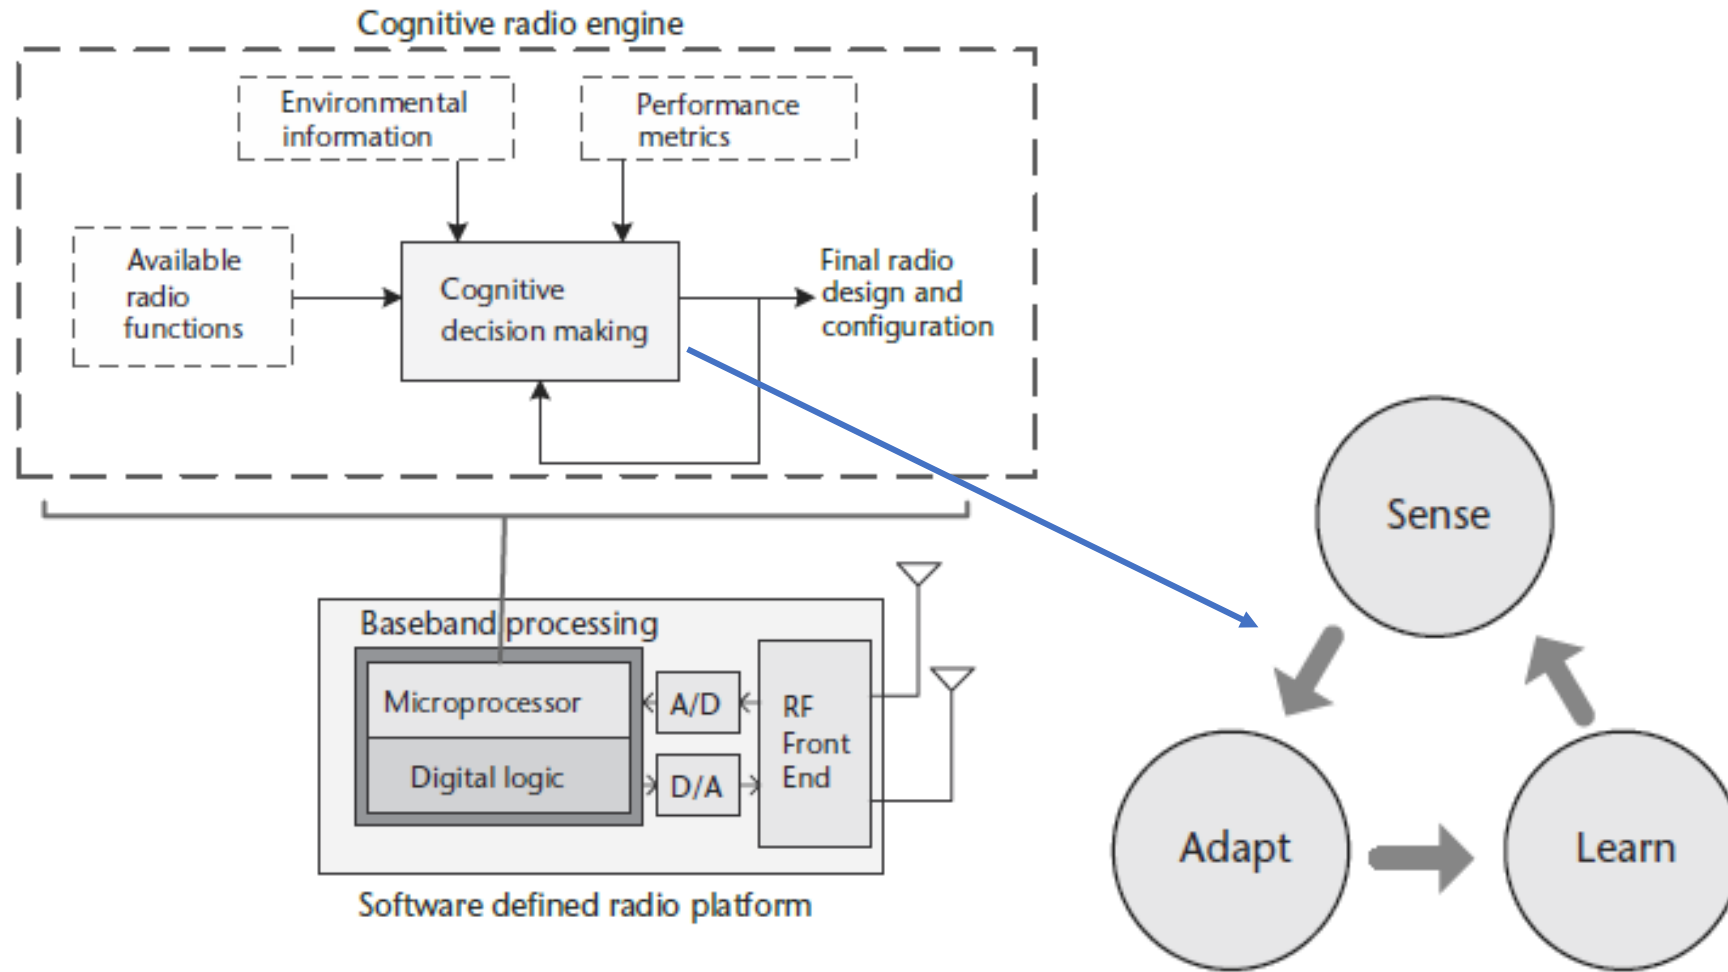 Cognitive radio engine
Environmental
information
Performance
metrics
Available
radio
functions
Cognitive
decision making
Final radio
design and
configuration
Sense
Baseband processing
Microprocessor
A/D
RF
Front
End
Digital logic
D/A
Adapt
Learn
Software defined radio platform